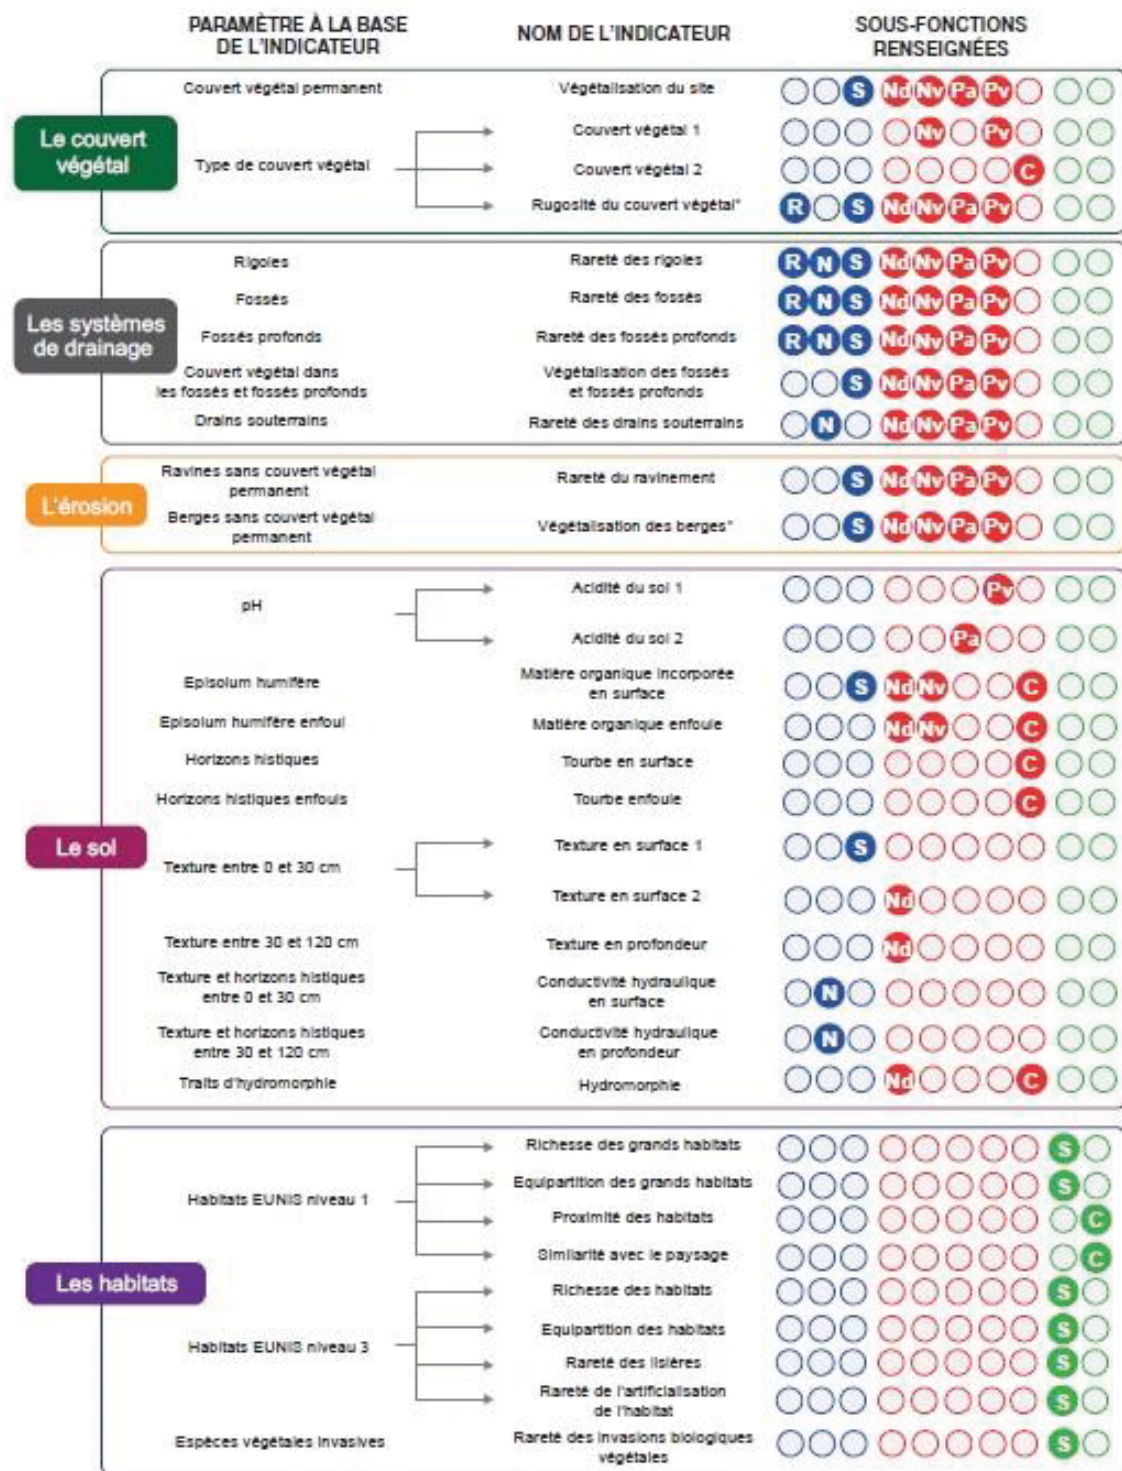 PARAMÈTRE À LA BASE
DE L'INDICATEUR
NOM DE L'INDICATEUR
SOUS-FONCTIONS
RENSEIGNÉES
Le couvert
végétal
Couvert végétal permanent
Végétalisation du site
S Nd Nv Pa Pv
Type de couvert végétal
Couvert végétal 1
Nv Pv
Couvert végétal 2
C
Rugosité du couvert végétal*
R S Nd Nv Pa Pv
Les systèmes
de drainage
Rigoles
Rareté des rigoles
R N S Nd Nv Pa Pv
Fossés
Rareté des fossés
R N S Nd Nv Pa Pv
Fossés profonds
Rareté des fossés profonds
R N S Nd Nv Pa Pv
Couvert végétal dans
les fossés et fossés profonds
Végétalisation des fossés
et fossés profonds
S Nd Nv Pa Pv
Drains souterrains
Rareté des drains souterrains
N Nd Nv Pa Pv
L'érosion
Ravines sans couvert végétal
permanent
Rareté du ravinement
S Nd Nv Pa Pv
Berges sans couvert végétal
permanent
Végétalisation des berges*
S Nd Nv Pa Pv
Le sol
pH
Acidité du sol 1
Pv
Acidité du sol 2
Pa
Episolum humifère
Matière organique incorporée
en surface
S Nd Nv C
Episolum humifère enfoui
Matière organique enfouie
Nd Nv C
Horizons histiques
Tourbe en surface
C
Horizons histiques enfouis
Tourbe enfouie
C
Texture entre 0 et 30 cm
Texture en surface 1
S
Texture en surface 2
Nd
Texture entre 30 et 120 cm
Texture en profondeur
Nd
Texture et horizons histiques
entre 0 et 30 cm
Conductivité hydraulique
en surface
N
Texture et horizons histiques
entre 30 et 120 cm
Conductivité hydraulique
en profondeur
N
Traits d'hydromorphie
Hydromorphie
Nd C
Les habitats
Habitats EUNIS niveau 1
Richesse des grands habitats
S
Equipartition des grands habitats
S
Proximité des habitats
C
Similarité avec le paysage
C
Habitats EUNIS niveau 3
Richesse des habitats
S
Equipartition des habitats
S
Rareté des lisières
S
Rareté de l'artificialisation
de l'habitat
S
Espèces végétales invasives
Rareté des invasions biologiques
végétales
S